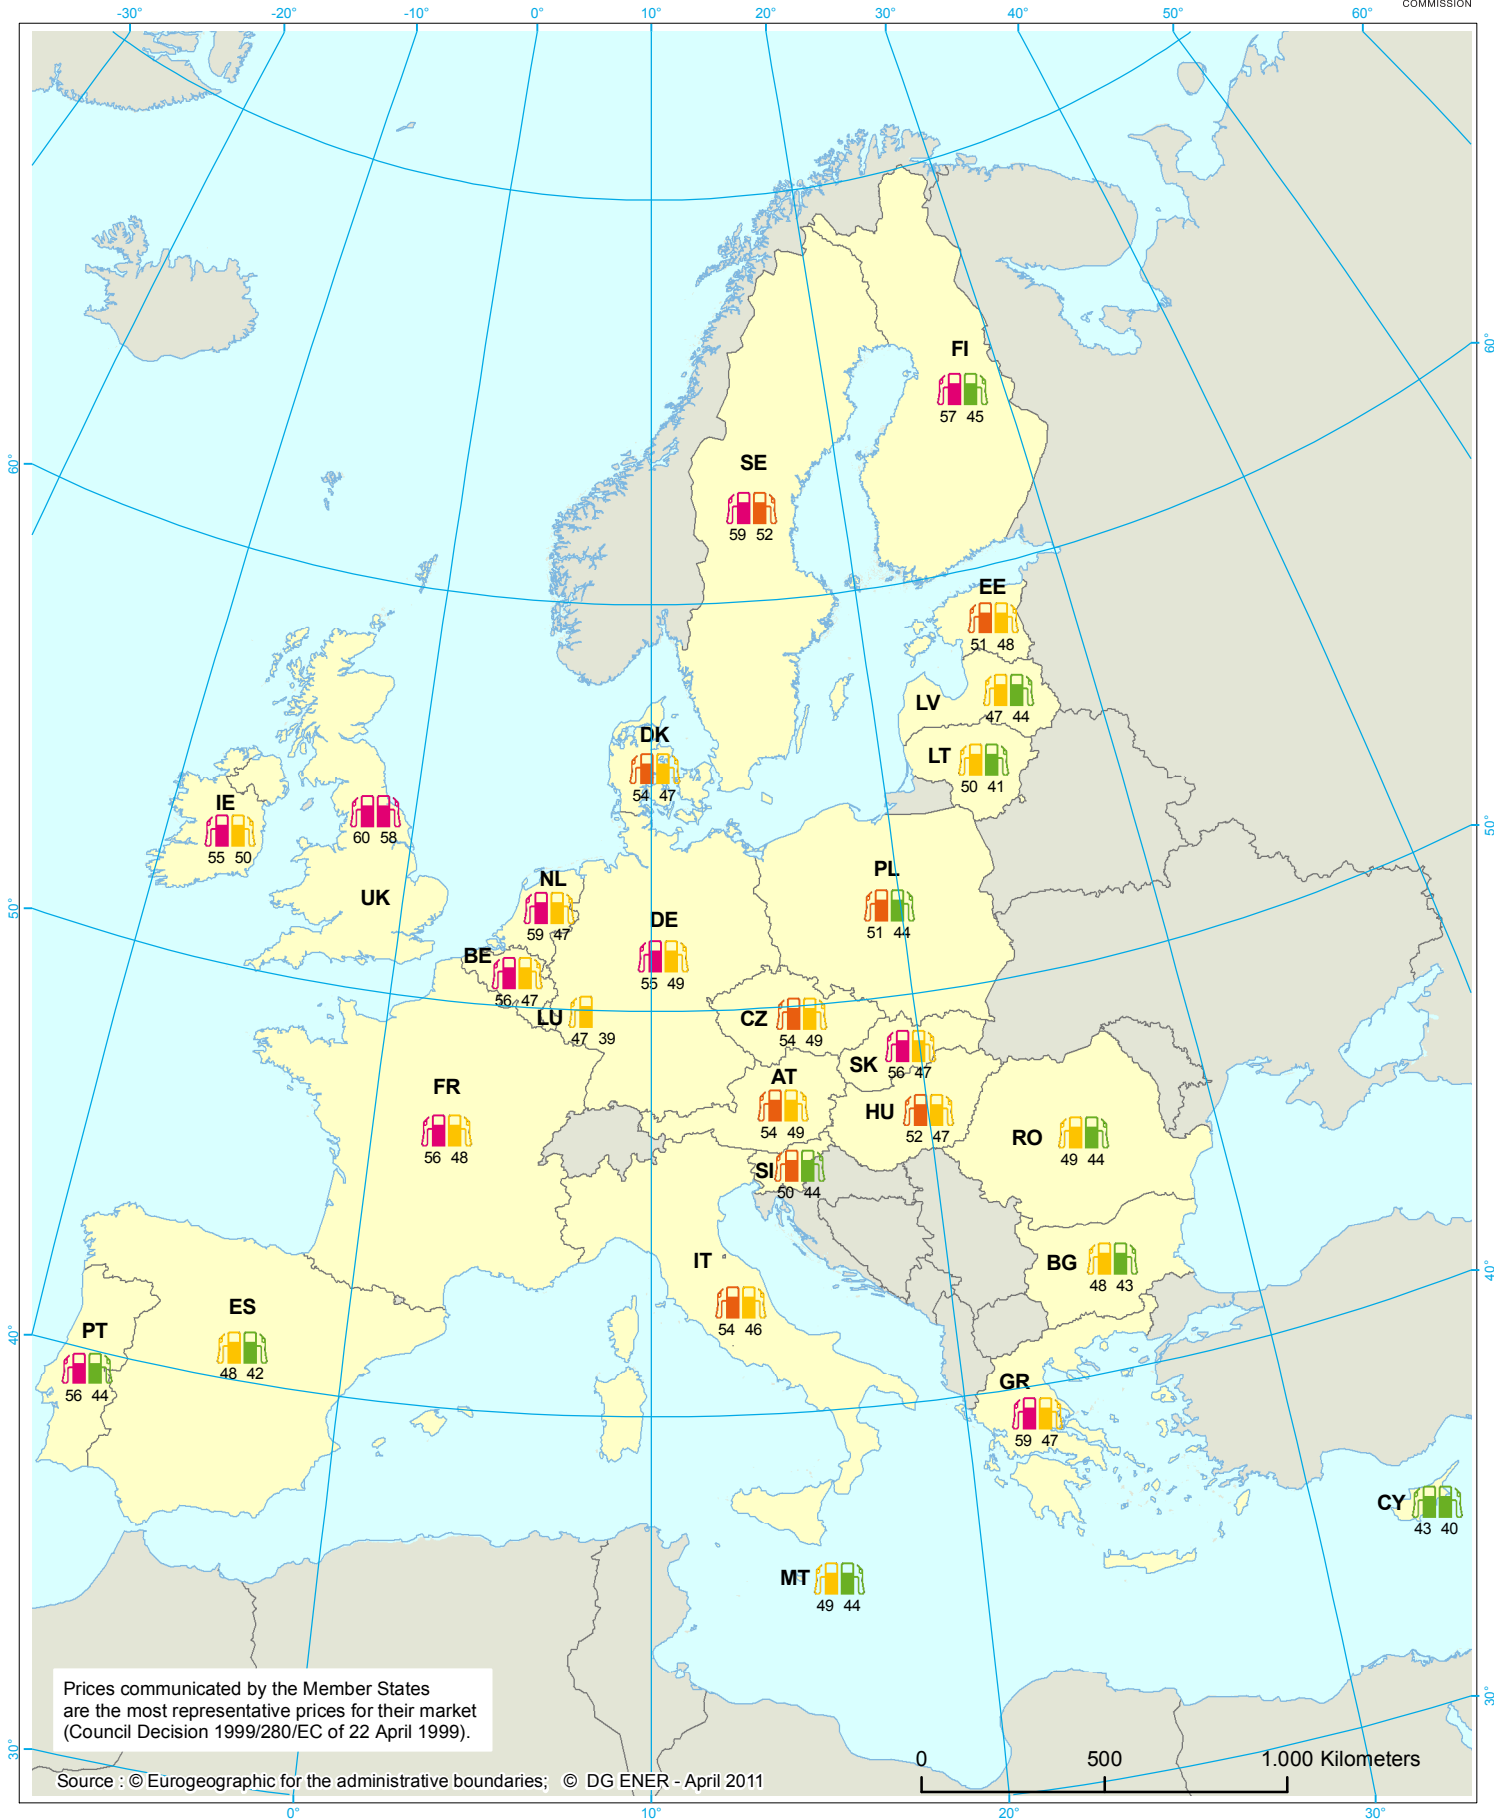 COMMISSION
-30° -20° -10° 0° 10° 20° 30° 40° 50° 60°
60°
FI
57 45
60°
SE
59 52
EE
51 48
LV
47 44
DK
54 47
LT
50 41
IE
55 50
60 58
UK
50°
PL
51 44
NL
59 47
50°
DE
55 49
BE
56 47
LU
47 39
CZ
54 49
SK
56 47
AT
54 49
FR
56 48
HU
52 47
RO
49 44
SI
50 44
IT
54 46
BG
48 43
40°
ES
48 42
PT
56 44
40°
GR
59 47
CY
43 40
MT
49 44
30°
Prices communicated by the Member States
are the most representative prices for their market
(Council Decision 1999/280/EC of 22 April 1999).
30°
0 500 1.000 Kilometers
Source : © Eurogeographic for the administrative boundaries; © DG ENER - April 2011
0° 10° 20° 30°